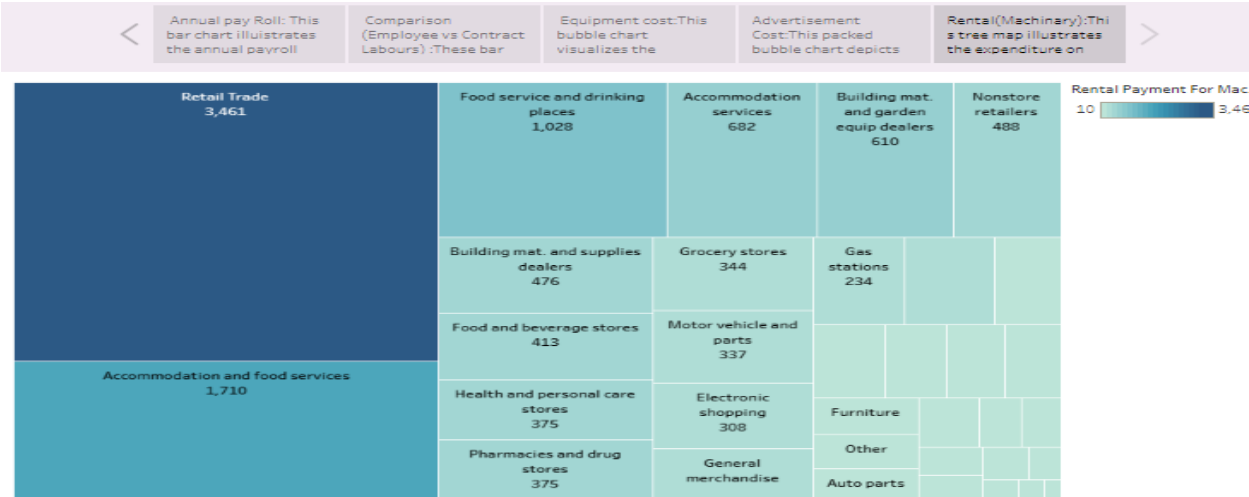 Annual pay Roll: This
bar chart illuistrates
the annual payroll
Comparison
(Employee vs Contract
Labours) :These bar
Equipment cost:This
bubble chart
visualizes the
Advertisement
Cost:This packed
bubble chart depicts
Rental(Machinery):Thi
s tree map illustrates
the expenditure on
Retail Trade
3,461
Food service and drinking
places
1,028
Accommodation
services
682
Building mat.
and garden
equip dealers
610
Nonstore
retailers
488
Rental Payment For Mac.
10
3,46
Building mat. and supplies
dealers
476
Grocery stores
344
Gas
stations
234
Food and beverage stores
413
Motor vehicle and
parts
337
Accommodation and food services
1,710
Health and personal care
stores
375
Electronic
shopping
308
Furniture
Pharmacies and drug
stores
375
General
merchandise
Other
Auto parts